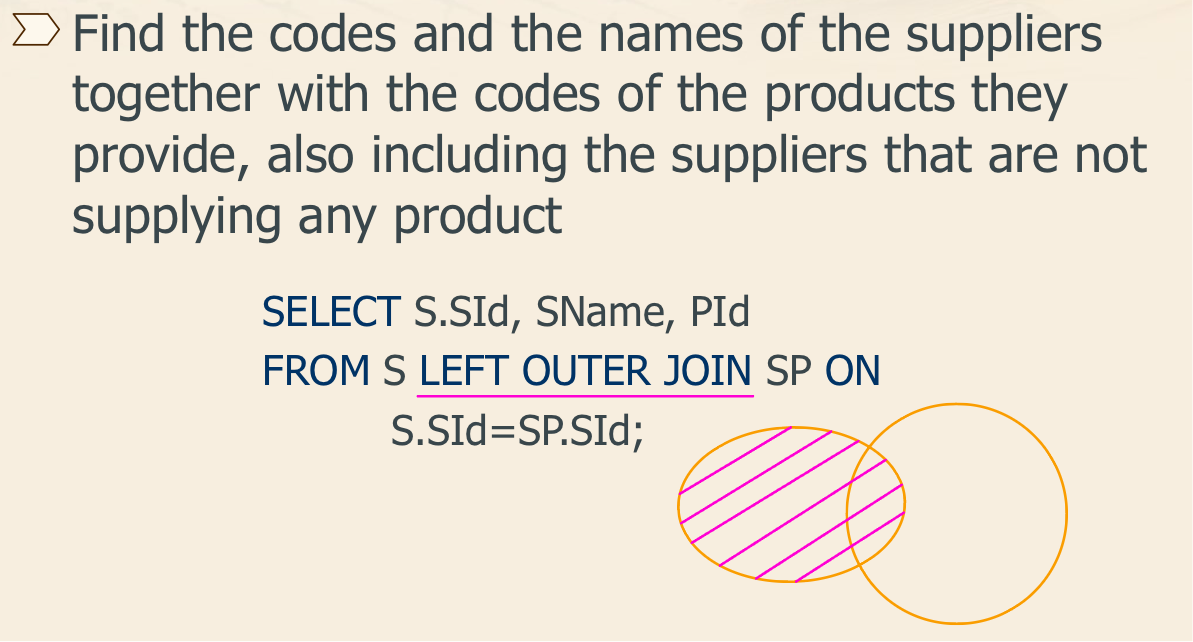 Find the codes and the names of the suppliers
together with the codes of the products they
provide, also including the suppliers that are not
supplying any product
SELECT S.SId, SName, PId
FROM S LEFT OUTER JOIN SP ON
S.SId=SP.SId;